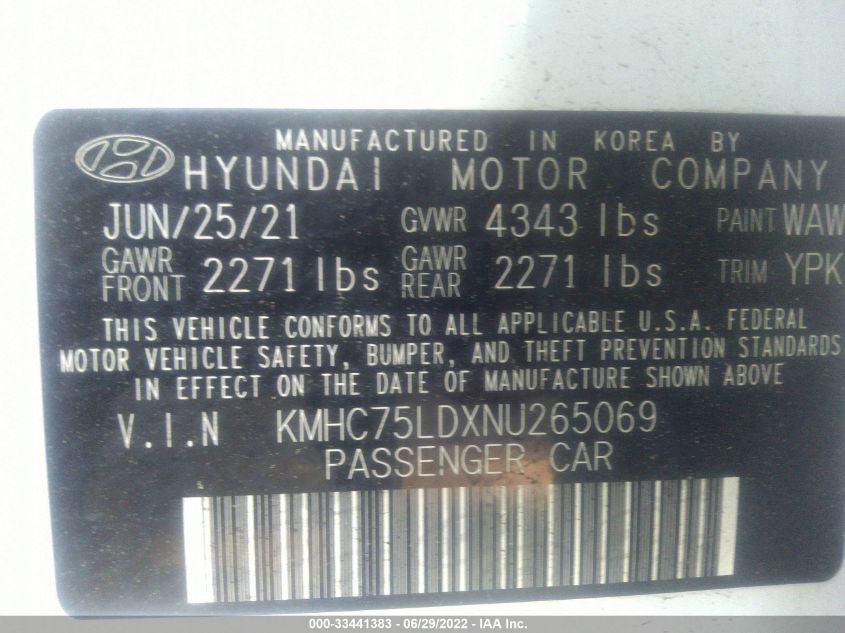 MANUFACTURED IN KOREA BY
HYUNDAI MOTOR COMPANY
JUN/25/21 GVWR 4343 lbs PAINT WAW
GAWR FRONT 2271 lbs GAWR REAR 2271 lbs TRIM YPK
THIS VEHICLE CONFORMS TO ALL APPLICABLE U.S.A. FEDERAL
MOTOR VEHICLE SAFETY, BUMPER, AND THEFT PREVENTION STANDARDS
IN EFFECT ON THE DATE OF MANUFACTURE SHOWN ABOVE
V.I.N KMHC75LDXNU265069
PASSENGER CAR
000-33441383 - 06/29/2022 - IAA Inc.